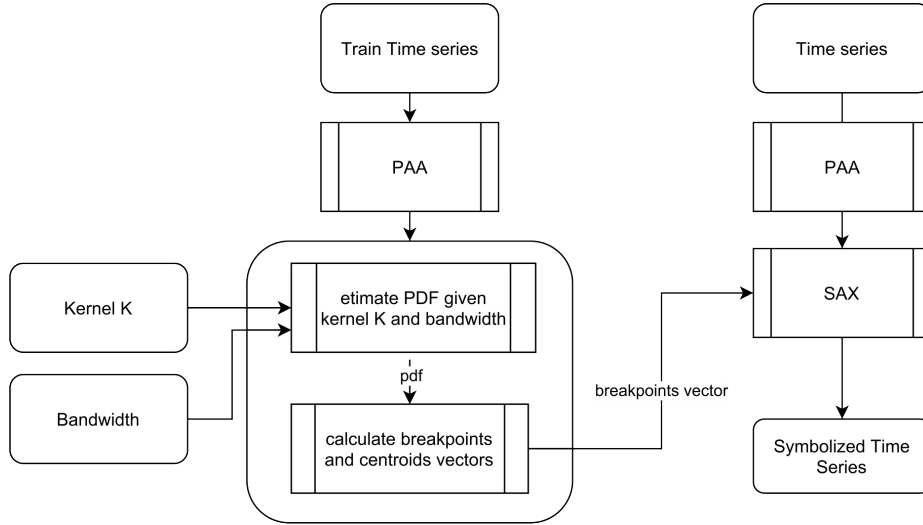 Train Time series
Time series
PAA
PAA
etimate PDF given
kernel K and bandwidth
Kernel K
SAX
pdf
Bandwidth
breakpoints vector
calculate breakpoints
and centroids vectors
Symbolized Time
Series